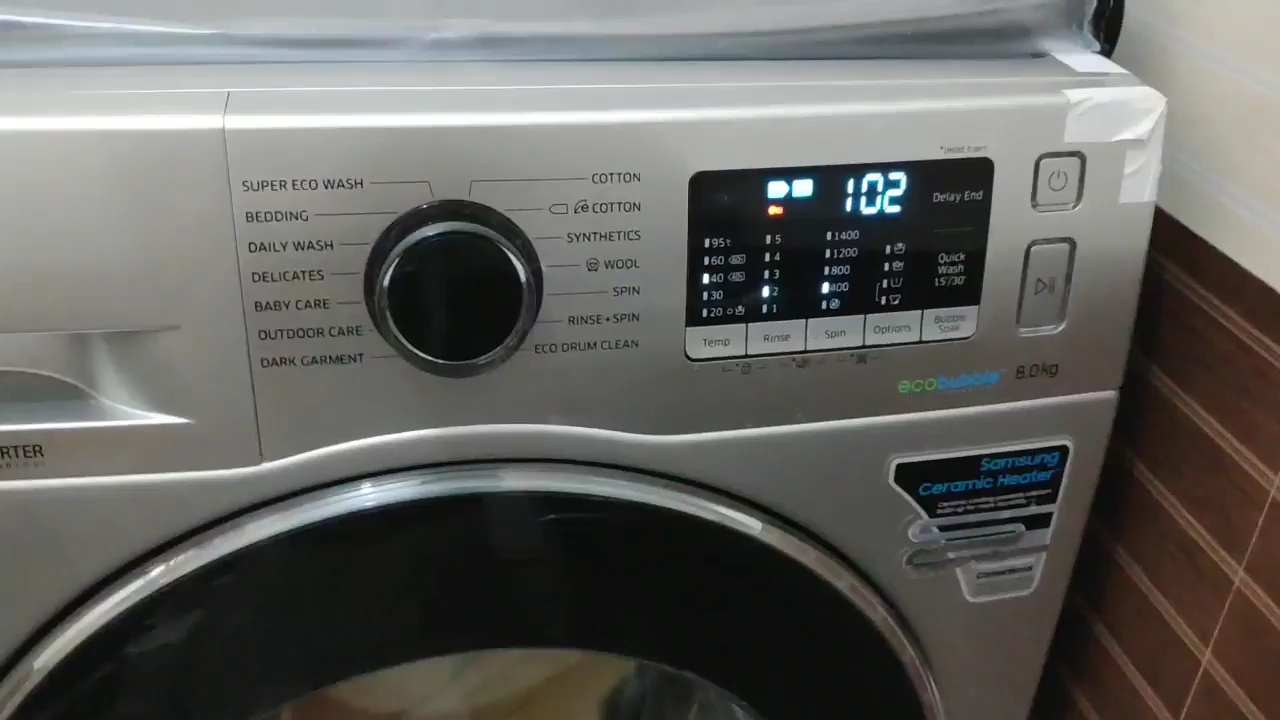 SUPER ECO WASH
BEDDING
DAILY WASH
DELICATES
BABY CARE
OUTDOOR CARE
DARK GARMENT
COTTON
COTTON
SYNTHETICS
WOOL
SPIN
RINSE+SPIN
ECO DRUM CLEAN
102
Delay End
95℃
60
40
30
20
5
4
3
2
1
1400
1200
800
400
Quick
Wash
15'/30'
Temp
Rinse
Spin
Options
Bubble
Soak
ecobubble™ 8.0kg
RTER
Samsung
Ceramic Heater